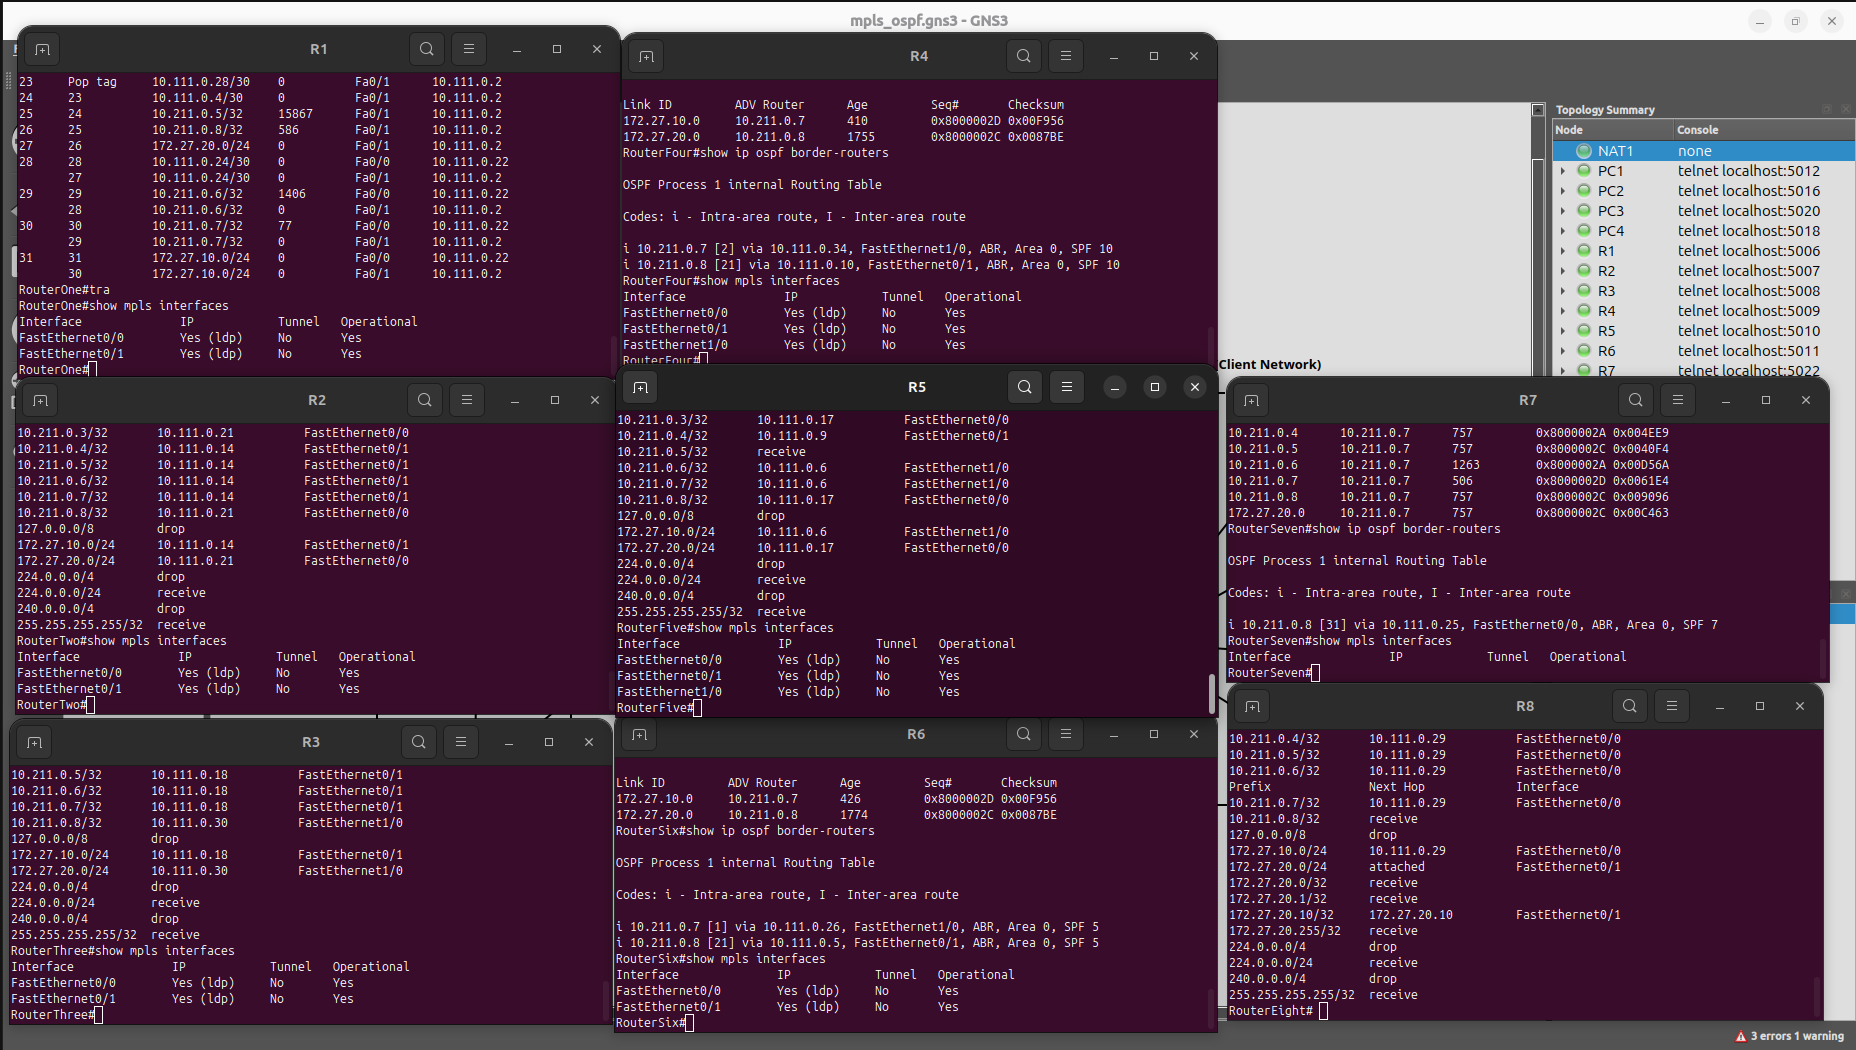 mpls_ospf.gns3 - GNS3
R1
23     Pop tag     10.111.0.28/30    0          Fa0/1      10.111.0.2
24     23          10.111.0.4/30     0          Fa0/1      10.111.0.2
25     24          10.211.0.5/32     15867      Fa0/1      10.111.0.2
26     25          10.211.0.8/32     586        Fa0/1      10.111.0.2
27     26          172.27.20.0/24    0          Fa0/1      10.111.0.2
28     28          10.111.0.24/30    0          Fa0/0      10.111.0.22
       27          10.111.0.24/30    0          Fa0/1      10.111.0.2
29     29          10.211.0.6/32     1406       Fa0/0      10.111.0.22
       28          10.211.0.6/32     0          Fa0/1      10.111.0.2
30     30          10.211.0.7/32     77         Fa0/0      10.111.0.22
       29          10.211.0.7/32     0          Fa0/1      10.111.0.2
31     31          172.27.10.0/24    0          Fa0/0      10.111.0.22
       30          172.27.10.0/24    0          Fa0/1      10.111.0.2
RouterOne#tra
RouterOne#show mpls interfaces
Interface              IP            Tunnel   Operational
FastEthernet0/0        Yes (ldp)     No       Yes
FastEthernet0/1        Yes (ldp)     No       Yes
RouterOne#
R4
Link ID         ADV Router      Age         Seq#       Checksum
172.27.10.0     10.211.0.7      410         0x8000002D 0x00F956
172.27.20.0     10.211.0.8      1755        0x8000002C 0x0087BE
RouterFour#show ip ospf border-routers
OSPF Process 1 internal Routing Table
Codes: i - Intra-area route, I - Inter-area route
i 10.211.0.7 [2] via 10.111.0.34, FastEthernet1/0, ABR, Area 0, SPF 10
i 10.211.0.8 [21] via 10.111.0.10, FastEthernet0/1, ABR, Area 0, SPF 10
RouterFour#show mpls interfaces
Interface              IP            Tunnel   Operational
FastEthernet0/0        Yes (ldp)     No       Yes
FastEthernet0/1        Yes (ldp)     No       Yes
FastEthernet1/0        Yes (ldp)     No       Yes
RouterFour#
Client Network)
Topology Summary
Node Console
NAT1 none
PC1 telnet localhost:5012
PC2 telnet localhost:5016
PC3 telnet localhost:5020
PC4 telnet localhost:5018
R1 telnet localhost:5006
R2 telnet localhost:5007
R3 telnet localhost:5008
R4 telnet localhost:5009
R5 telnet localhost:5010
R6 telnet localhost:5011
R7 telnet localhost:5022
R2
10.211.0.3/32       10.111.0.21          FastEthernet0/0
10.211.0.4/32       10.111.0.14          FastEthernet0/1
10.211.0.5/32       10.111.0.14          FastEthernet0/1
10.211.0.6/32       10.111.0.14          FastEthernet0/1
10.211.0.7/32       10.111.0.14          FastEthernet0/1
10.211.0.8/32       10.111.0.21          FastEthernet0/0
127.0.0.0/8         drop
172.27.10.0/24      10.111.0.14          FastEthernet0/1
172.27.20.0/24      10.111.0.21          FastEthernet0/0
224.0.0.0/4         drop
224.0.0.0/24        receive
240.0.0.0/4         drop
255.255.255.255/32  receive
RouterTwo#show mpls interfaces
Interface              IP            Tunnel   Operational
FastEthernet0/0        Yes (ldp)     No       Yes
FastEthernet0/1        Yes (ldp)     No       Yes
RouterTwo#
R5
10.211.0.3/32       10.111.0.17          FastEthernet0/0
10.211.0.4/32       10.111.0.9           FastEthernet0/1
10.211.0.5/32       receive
10.211.0.6/32       10.111.0.6           FastEthernet1/0
10.211.0.7/32       10.111.0.6           FastEthernet1/0
10.211.0.8/32       10.111.0.17          FastEthernet0/0
127.0.0.0/8         drop
172.27.10.0/24      10.111.0.6           FastEthernet1/0
172.27.20.0/24      10.111.0.17          FastEthernet0/0
224.0.0.0/4         drop
224.0.0.0/24        receive
240.0.0.0/4         drop
255.255.255.255/32  receive
RouterFive#show mpls interfaces
Interface              IP            Tunnel   Operational
FastEthernet0/0        Yes (ldp)     No       Yes
FastEthernet0/1        Yes (ldp)     No       Yes
FastEthernet1/0        Yes (ldp)     No       Yes
RouterFive#
R7
10.211.0.4      10.211.0.7      757         0x8000002A 0x004EE9
10.211.0.5      10.211.0.7      757         0x8000002C 0x0040F4
10.211.0.6      10.211.0.7      1263        0x8000002A 0x00D56A
10.211.0.7      10.211.0.7      506         0x8000002D 0x0061E4
10.211.0.8      10.211.0.7      757         0x8000002C 0x009096
172.27.20.0     10.211.0.7      757         0x8000002C 0x00C463
RouterSeven#show ip ospf border-routers
OSPF Process 1 internal Routing Table
Codes: i - Intra-area route, I - Inter-area route
i 10.211.0.8 [31] via 10.111.0.25, FastEthernet0/0, ABR, Area 0, SPF 7
RouterSeven#show mpls interfaces
Interface              IP            Tunnel   Operational
RouterSeven#
R3
10.211.0.5/32       10.111.0.18          FastEthernet0/1
10.211.0.6/32       10.111.0.18          FastEthernet0/1
10.211.0.7/32       10.111.0.18          FastEthernet0/1
10.211.0.8/32       10.111.0.30          FastEthernet1/0
127.0.0.0/8         drop
172.27.10.0/24      10.111.0.18          FastEthernet0/1
172.27.20.0/24      10.111.0.30          FastEthernet1/0
224.0.0.0/4         drop
224.0.0.0/24        receive
240.0.0.0/4         drop
255.255.255.255/32  receive
RouterThree#show mpls interfaces
Interface              IP            Tunnel   Operational
FastEthernet0/0        Yes (ldp)     No       Yes
FastEthernet0/1        Yes (ldp)     No       Yes
RouterThree#
R6
Link ID         ADV Router      Age         Seq#       Checksum
172.27.10.0     10.211.0.7      426         0x8000002D 0x00F956
172.27.20.0     10.211.0.8      1774        0x8000002C 0x0087BE
RouterSix#show ip ospf border-routers
OSPF Process 1 internal Routing Table
Codes: i - Intra-area route, I - Inter-area route
i 10.211.0.7 [1] via 10.111.0.26, FastEthernet1/0, ABR, Area 0, SPF 5
i 10.211.0.8 [21] via 10.111.0.5, FastEthernet0/1, ABR, Area 0, SPF 5
RouterSix#show mpls interfaces
Interface              IP            Tunnel   Operational
FastEthernet0/0        Yes (ldp)     No       Yes
FastEthernet0/1        Yes (ldp)     No       Yes
RouterSix#
R8
10.211.0.4/32       10.111.0.29          FastEthernet0/0
10.211.0.5/32       10.111.0.29          FastEthernet0/0
10.211.0.6/32       10.111.0.29          FastEthernet0/0
Prefix              Next Hop             Interface
10.211.0.7/32       10.111.0.29          FastEthernet0/0
10.211.0.8/32       receive
127.0.0.0/8         drop
172.27.10.0/24      10.111.0.29          FastEthernet0/0
172.27.20.0/24      attached             FastEthernet0/1
172.27.20.0/32      receive
172.27.20.1/32      receive
172.27.20.10/32     172.27.20.10         FastEthernet0/1
172.27.20.255/32    receive
224.0.0.0/4         drop
224.0.0.0/24        receive
240.0.0.0/4         drop
255.255.255.255/32  receive
RouterEight#
3 errors 1 warning